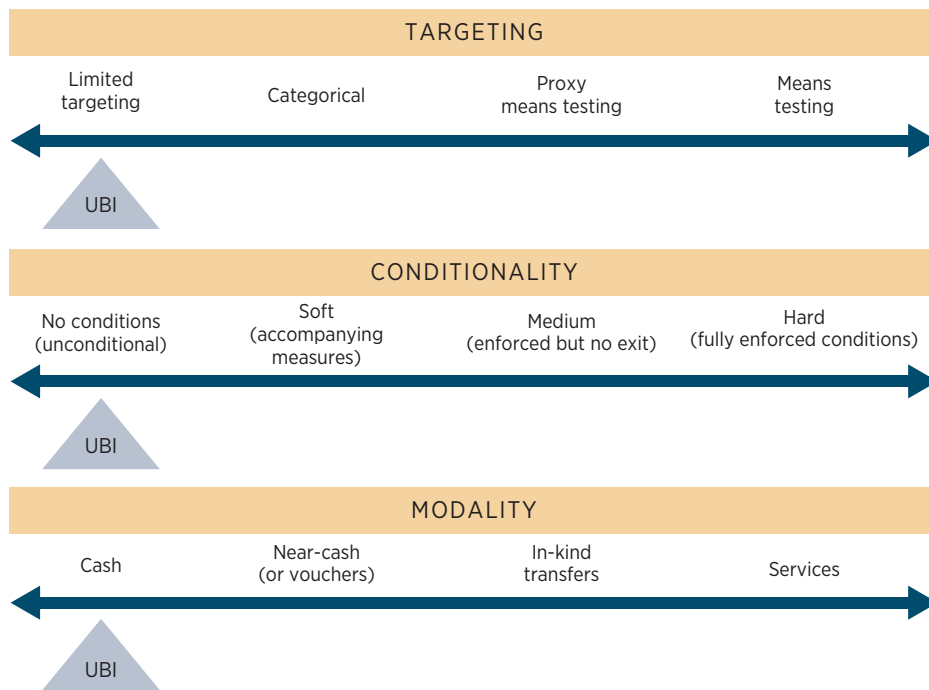 TARGETING
Limited
targeting
Categorical
Proxy
means testing
Means
testing
UBI
CONDITIONALITY
No conditions
(unconditional)
Soft
(accompanying
measures)
Medium
(enforced but no exit)
Hard
(fully enforced conditions)
UBI
MODALITY
Cash
Near-cash
(or vouchers)
In-kind
transfers
Services
UBI